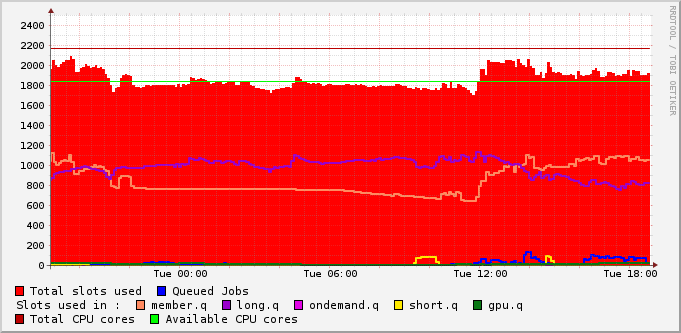 2400
2200
2000
1800
1600
1400
1200
1000
800
600
400
200
0
Tue 00:00 Tue 06:00 Tue 12:00 Tue 18:00
Total slots used Queued Jobs
Slots used in : member.q long.q ondemand.q short.q gpu.q
Total CPU cores Available CPU cores
RRDTOOL / TOBI OETIKER